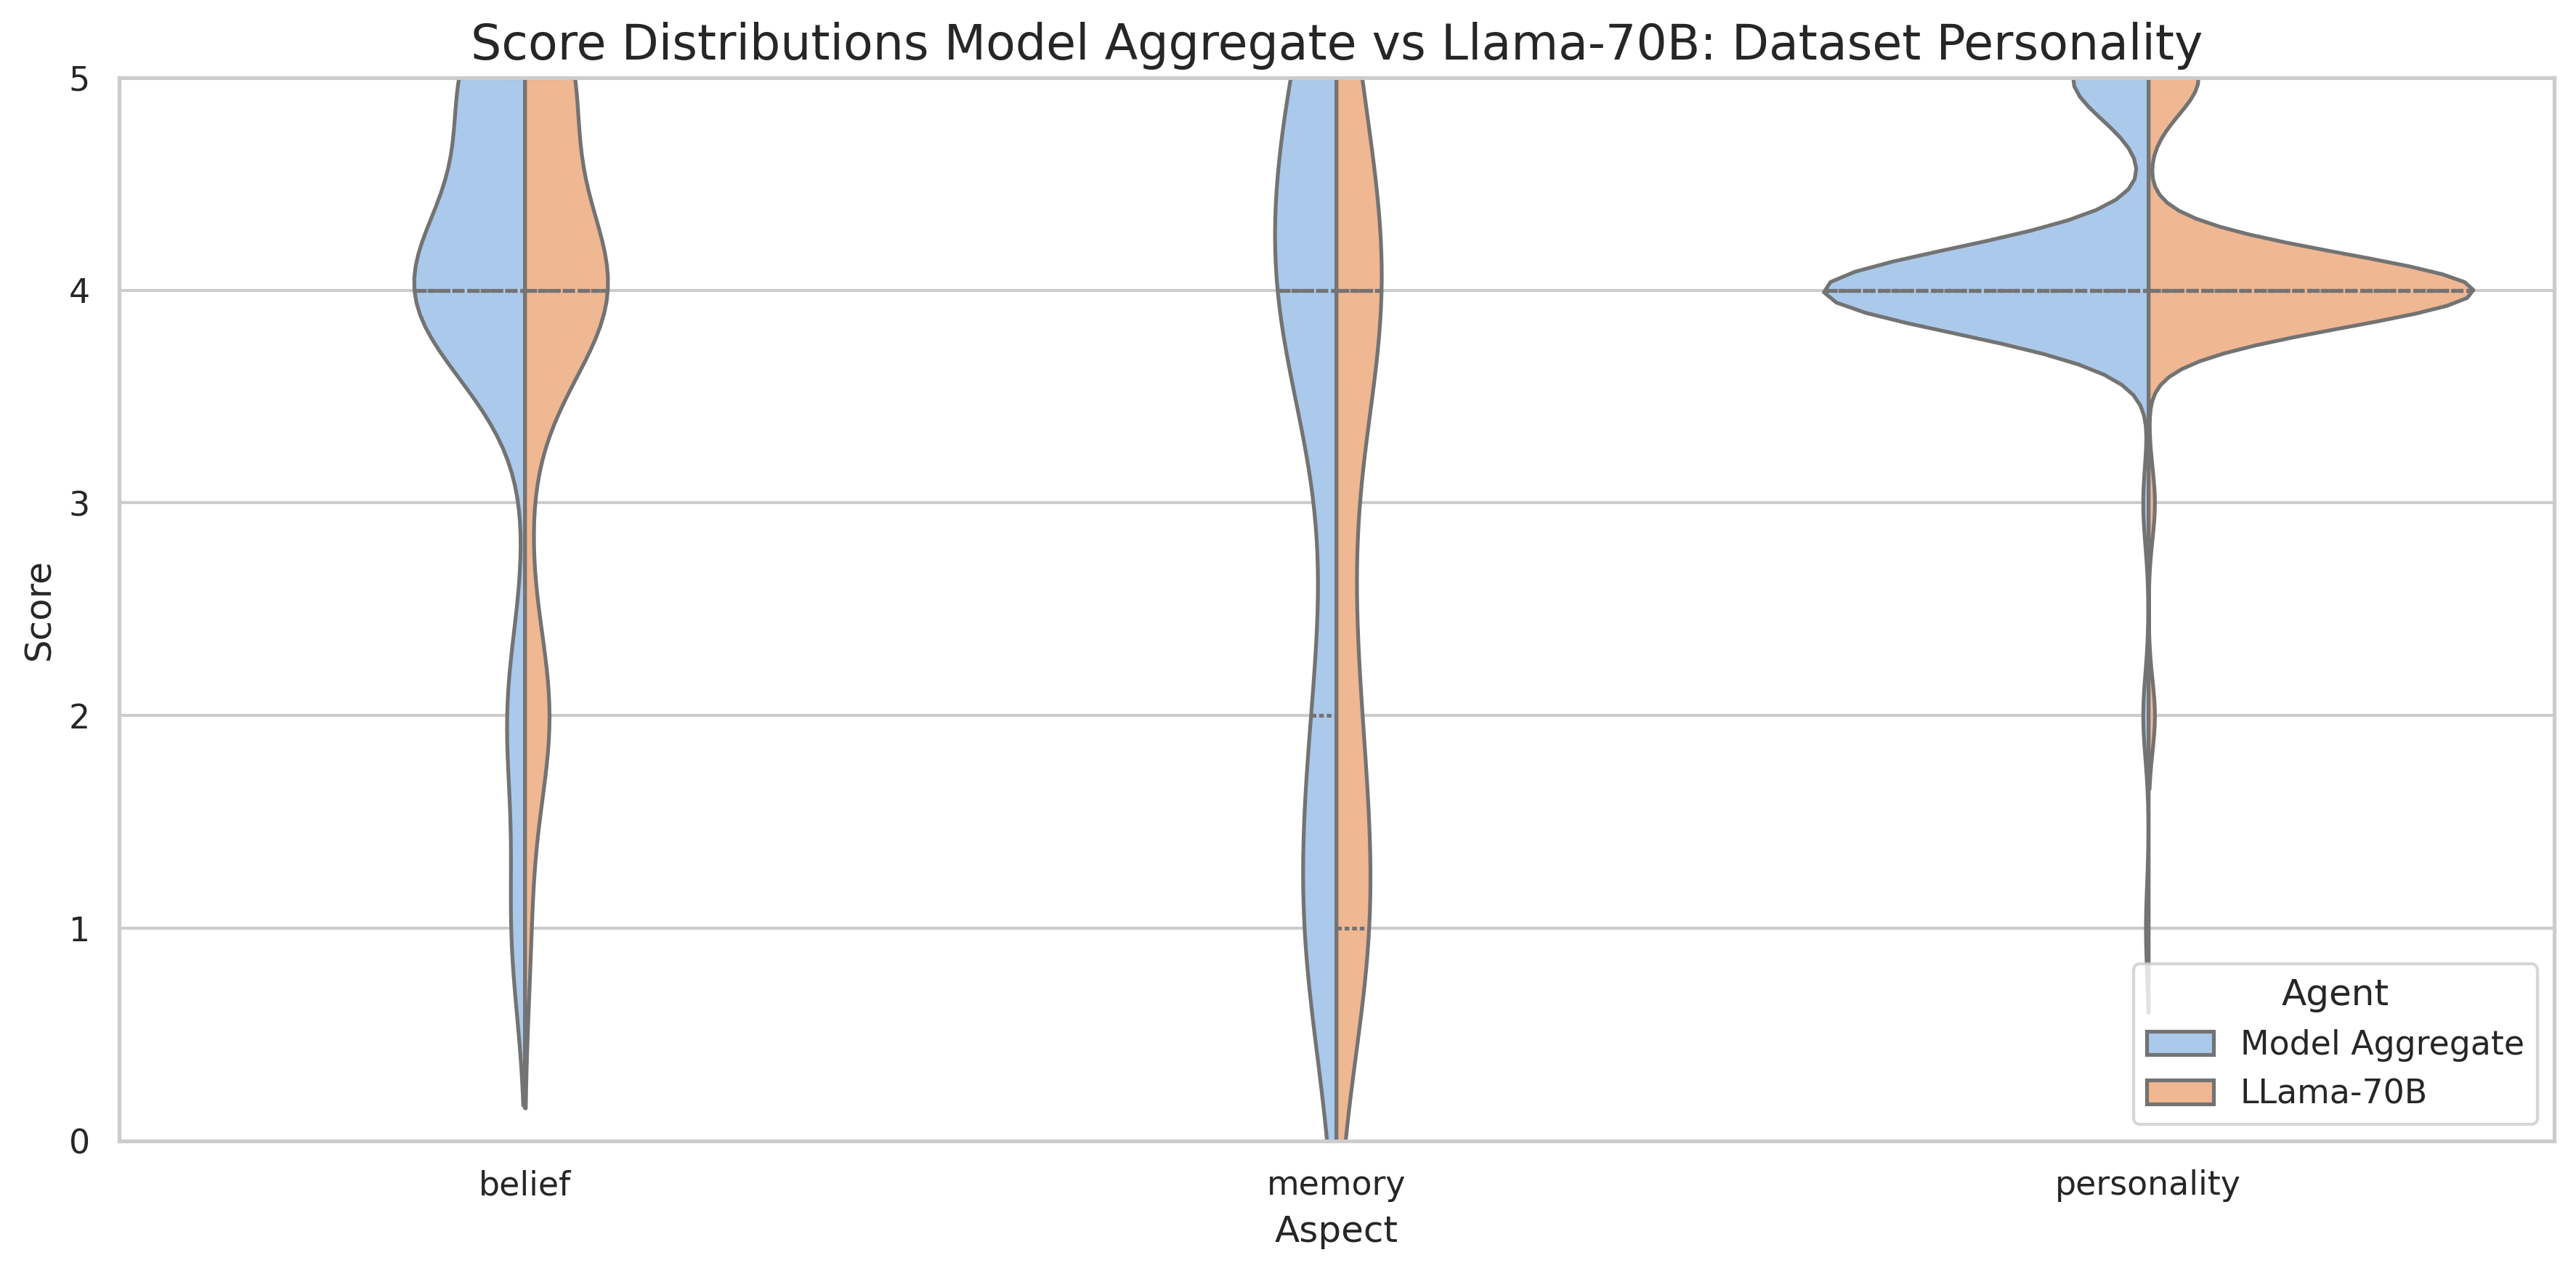 Score Distributions Model Aggregate vs Llama-70B: Dataset Personality
5
4
3
2
1
0
Score
belief
memory
personality
Aspect
Agent
Model Aggregate
LLama-70B